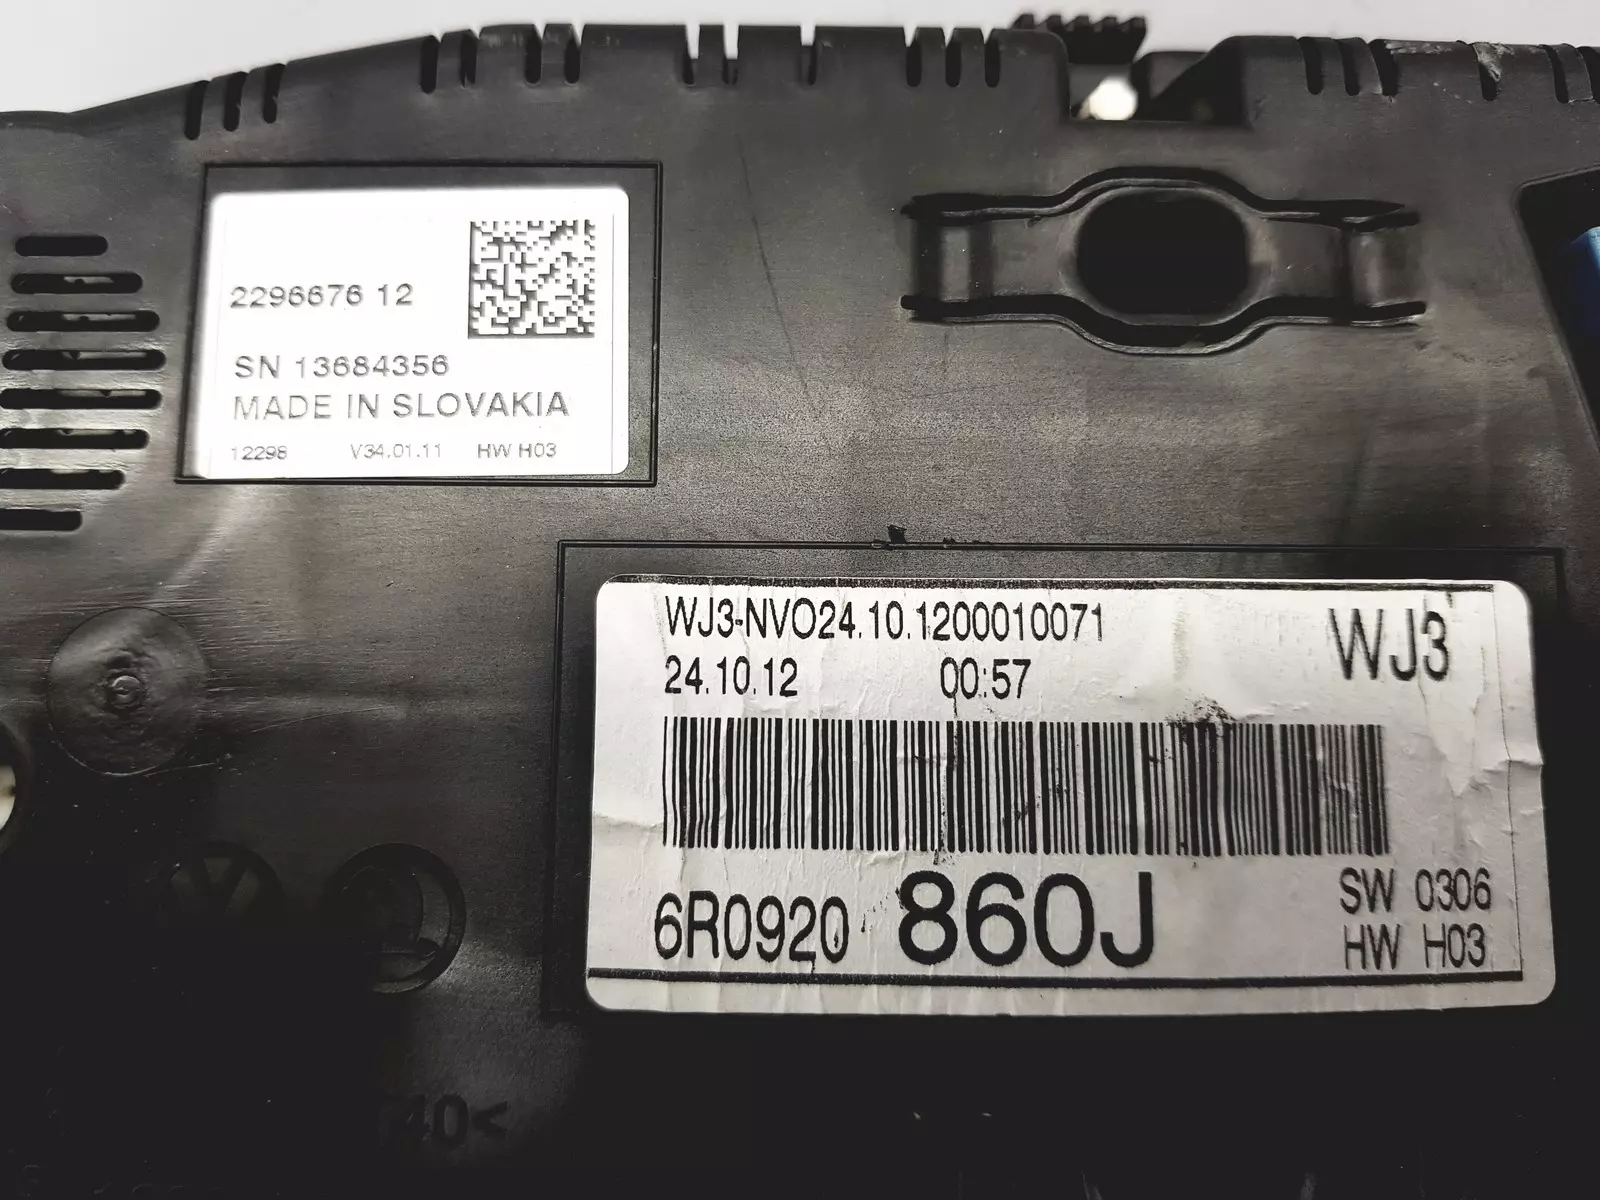 2296676 12
SN 13684356
MADE IN SLOVAKIA
12298 V34.01.11 HW H03
WJ3-NVO24.10.1200010071
WJ3
24.10.12 00:57
6R0920 860J
SW 0306
HW H03
40<